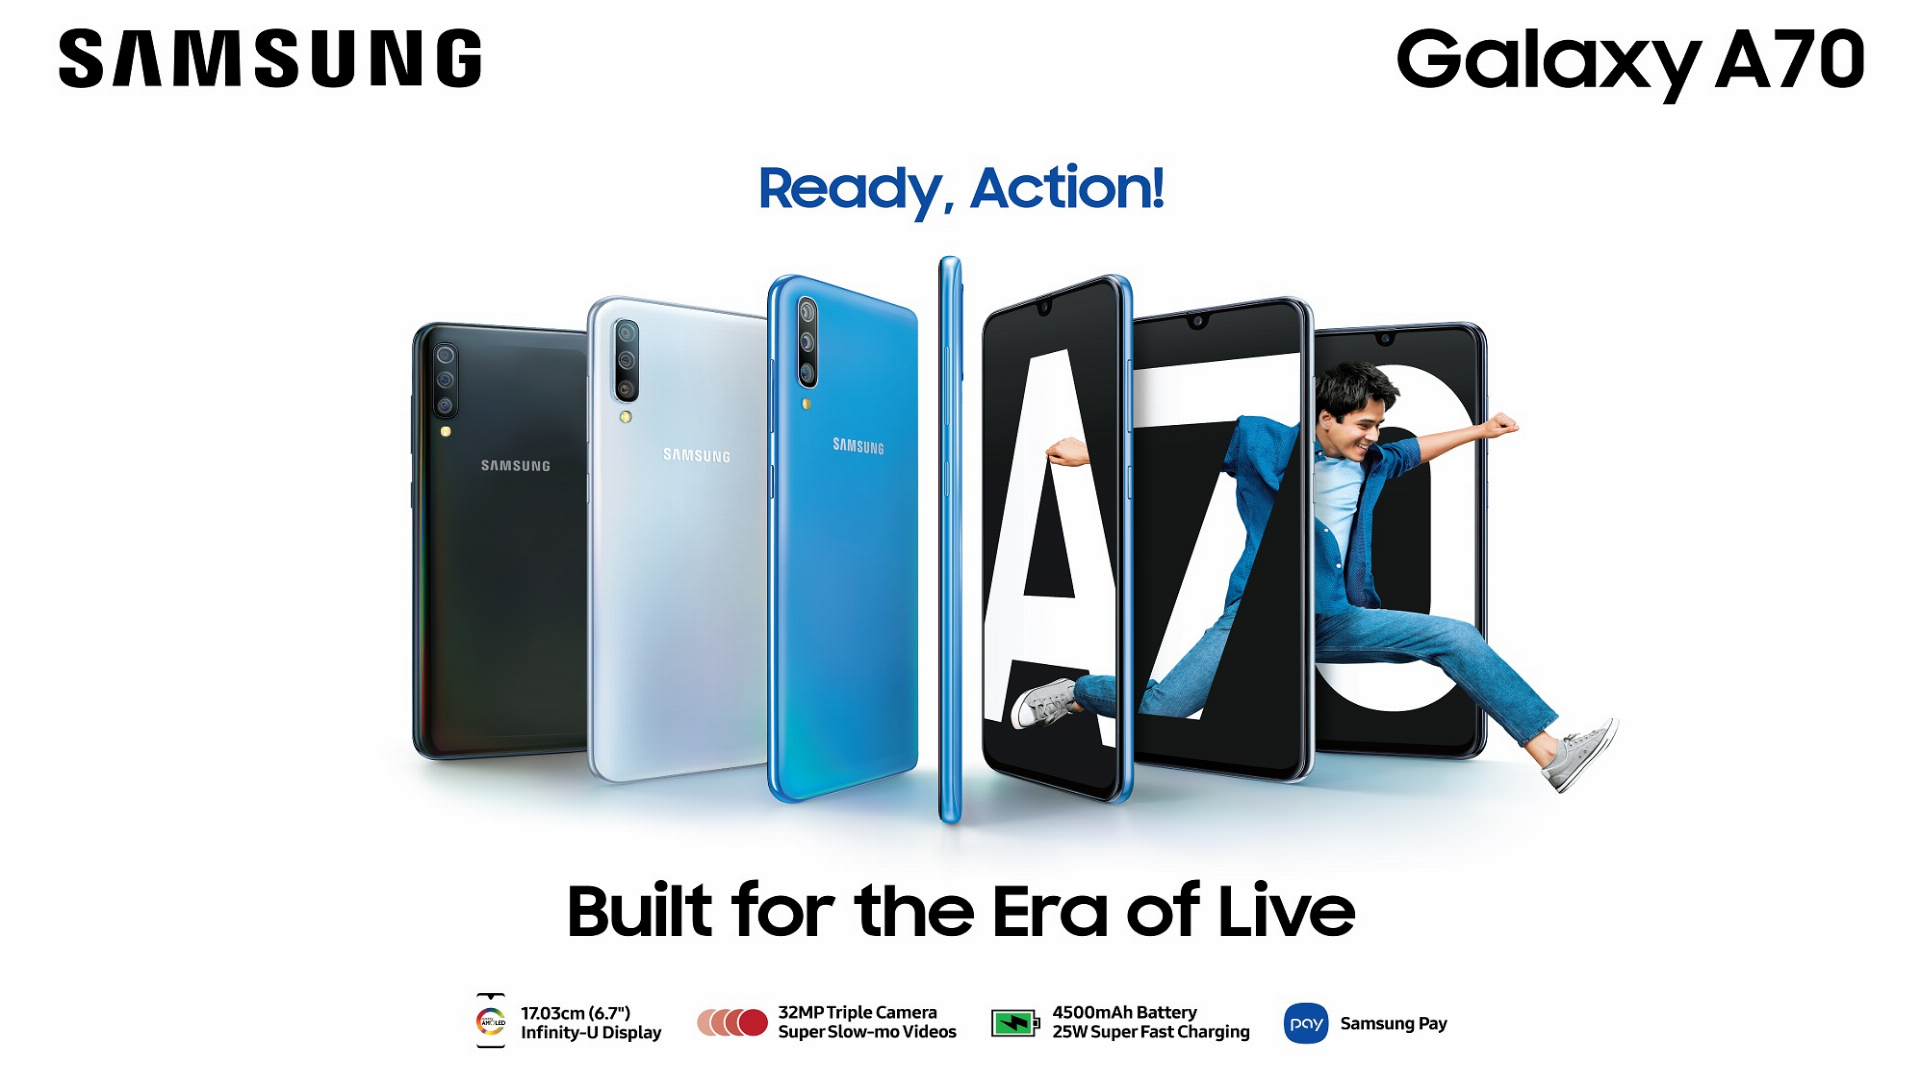 SAMSUNG
Galaxy A70
Ready, Action!
SAMSUNG
SAMSUNG
SAMSUNG
A70
Built for the Era of Live
17.03cm (6.7")
Infinity-U Display
32MP Triple Camera
Super Slow-mo Videos
4500mAh Battery
25W Super Fast Charging
pay
Samsung Pay